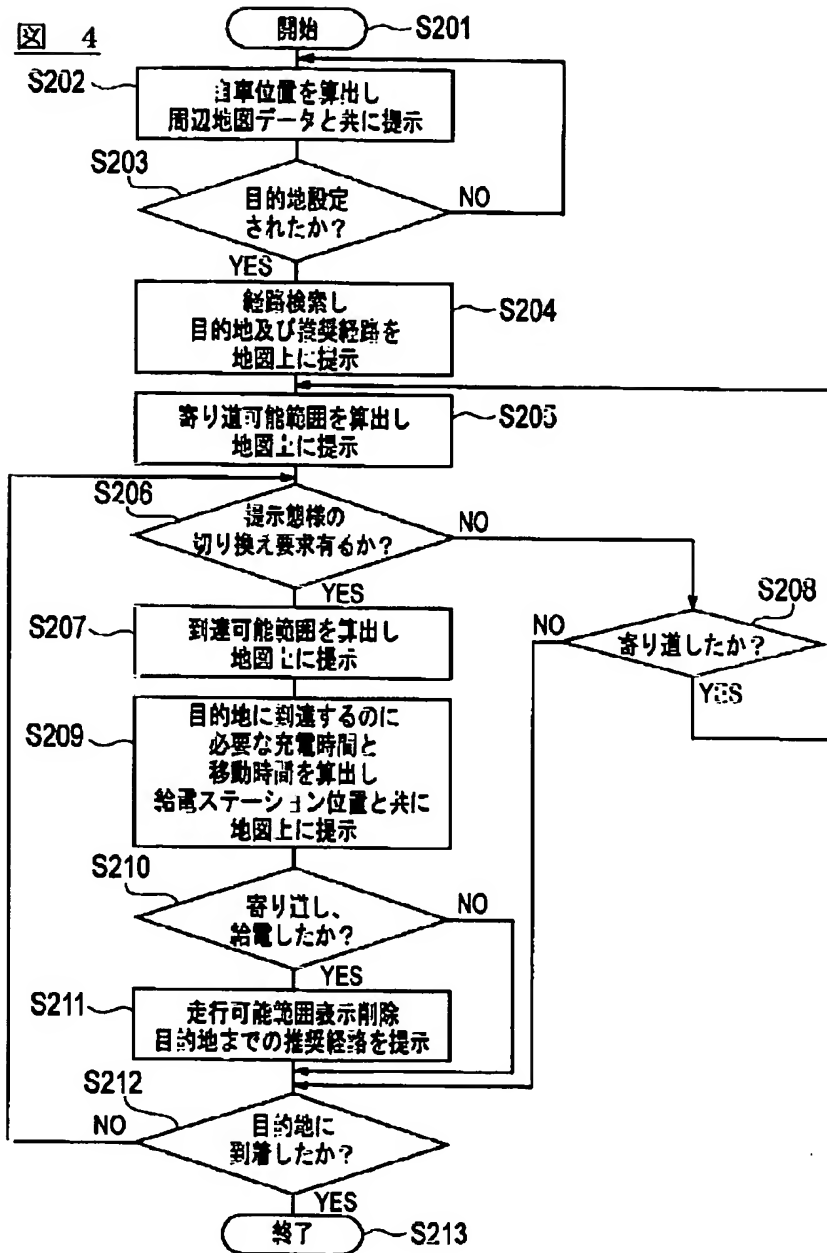 図 4
開始
S201
S202
自車位置を算出し
周辺地図データと共に提示
S203
目的地設定
されたか?
NO
YES
経路検索し
目的地及び推奨経路を
地図上に提示
S204
寄り道可能範囲を算出し
地図上に提示
S205
S206
提示態様の
切り換え要求有るか?
NO
YES
S207
到達可能範囲を算出し
地図上に提示
S208
寄り道したか?
NO
YES
S209
目的地に到達するのに
必要な充電時間と
移動時間を算出し
給電ステーション位置と共に
地図上に提示
S210
寄り道し、
給電したか?
NO
YES
S211
走行可能範囲表示削除
目的地までの推奨経路を提示
S212
目的地に
到着したか?
NO
YES
終了
S213